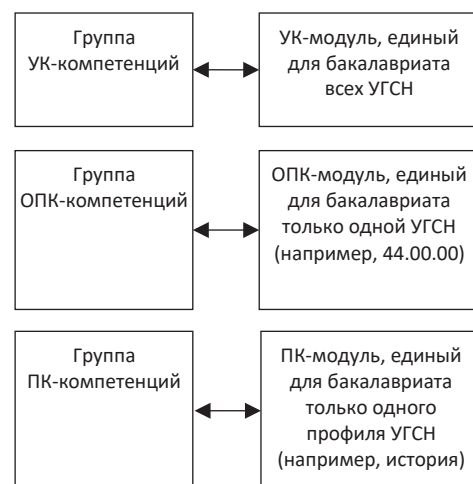 Группа
УК-компетенций
УК-модуль, единый
для бакалавриата
всех УГСН
Группа
ОПК-компетенций
ОПК-модуль, единый
для бакалавриата
только одной УГСН
(например, 44.00.00)
Группа
ПК-компетенций
ПК-модуль, единый
для бакалавриата
только одного
профиля УГСН
(например, история)